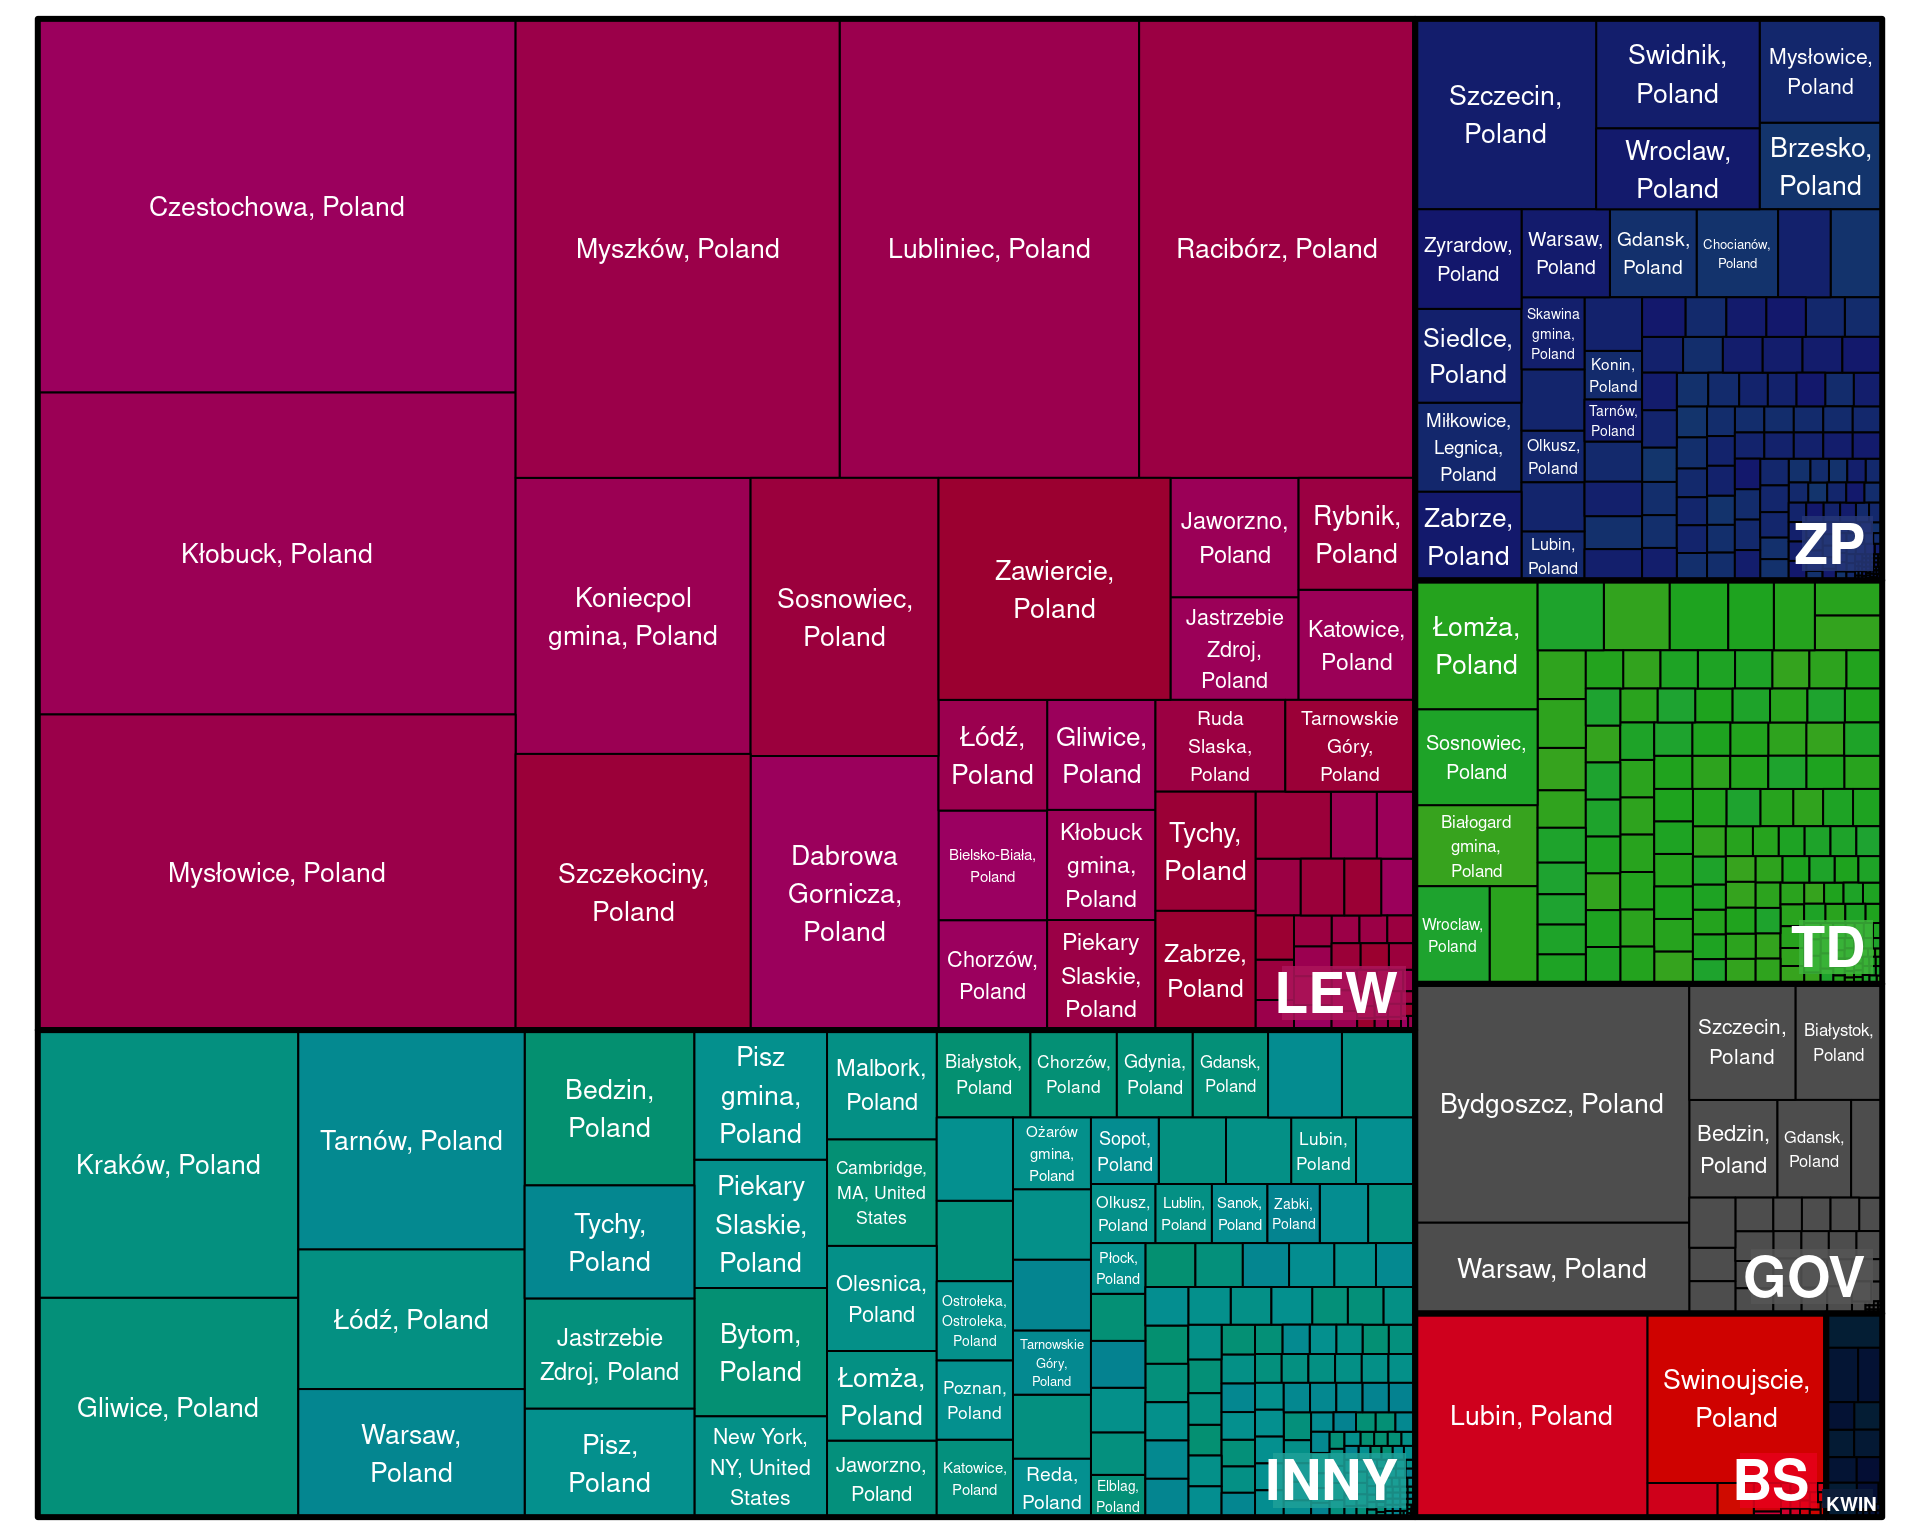 Czestochowa, Poland
Kłobuck, Poland
Mysłowice, Poland
Myszków, Poland
Lubliniec, Poland
Racibórz, Poland
Koniecpol
gmina, Poland
Szczekociny,
Poland
Sosnowiec,
Poland
Dabrowa
Gornicza,
Poland
Zawiercie,
Poland
Jaworzno,
Poland
Jastrzebie
Zdroj,
Poland
Rybnik,
Poland
Katowice,
Poland
Łódź,
Poland
Bielsko-Biała,
Poland
Chorzów,
Poland
Gliwice,
Poland
Kłobuck
gmina,
Poland
Piekary
Slaskie,
Poland
Ruda
Slaska,
Poland
Tarnowskie
Góry,
Poland
Tychy,
Poland
Zabrze,
Poland
LEW
Kraków, Poland
Gliwice, Poland
Tarnów, Poland
Łódź, Poland
Warsaw,
Poland
Bedzin,
Poland
Tychy,
Poland
Jastrzebie
Zdroj, Poland
Pisz,
Poland
Pisz
gmina,
Poland
Piekary
Slaskie,
Poland
Bytom,
Poland
New York,
NY, United
States
Malbork,
Poland
Cambridge,
MA, United
States
Olesnica,
Poland
Łomża,
Poland
Jaworzno,
Poland
Białystok,
Poland
Chorzów,
Poland
Gdynia,
Poland
Gdansk,
Poland
Ostrołeka,
Ostroleka,
Poland
Poznan,
Poland
Katowice,
Poland
Ożarów
gmina,
Poland
Tarnowskie
Góry,
Poland
Reda,
Poland
Sopot,
Poland
Lubin,
Poland
Olkusz,
Poland
Lublin,
Poland
Sanok,
Poland
Zabki,
Poland
Płock,
Poland
Elblag,
Poland
INNY
Szczecin,
Poland
Swidnik,
Poland
Wroclaw,
Poland
Mysłowice,
Poland
Brzesko,
Poland
Zyrardow,
Poland
Siedlce,
Poland
Miłkowice,
Legnica,
Poland
Zabrze,
Poland
Warsaw,
Poland
Gdansk,
Poland
Chocianów,
Poland
Skawina
gmina,
Poland
Olkusz,
Poland
Lubin,
Poland
Konin,
Poland
Tarnów,
Poland
ZP
Łomża,
Poland
Sosnowiec,
Poland
Białogard
gmina,
Poland
Wroclaw,
Poland
TD
Bydgoszcz, Poland
Warsaw, Poland
Szczecin,
Poland
Białystok,
Poland
Bedzin,
Poland
Gdansk,
Poland
GOV
Lubin, Poland
Swinoujscie,
Poland
BS
KWIN